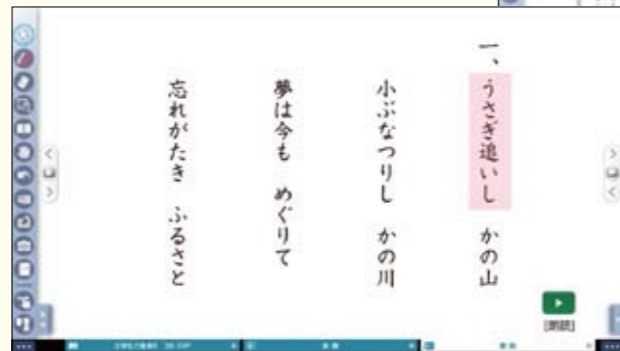 一、うさぎ追いし かの山
小ぶなつりし かの川
夢は今も めぐりて
忘れがたき ふるさと
[朗読]